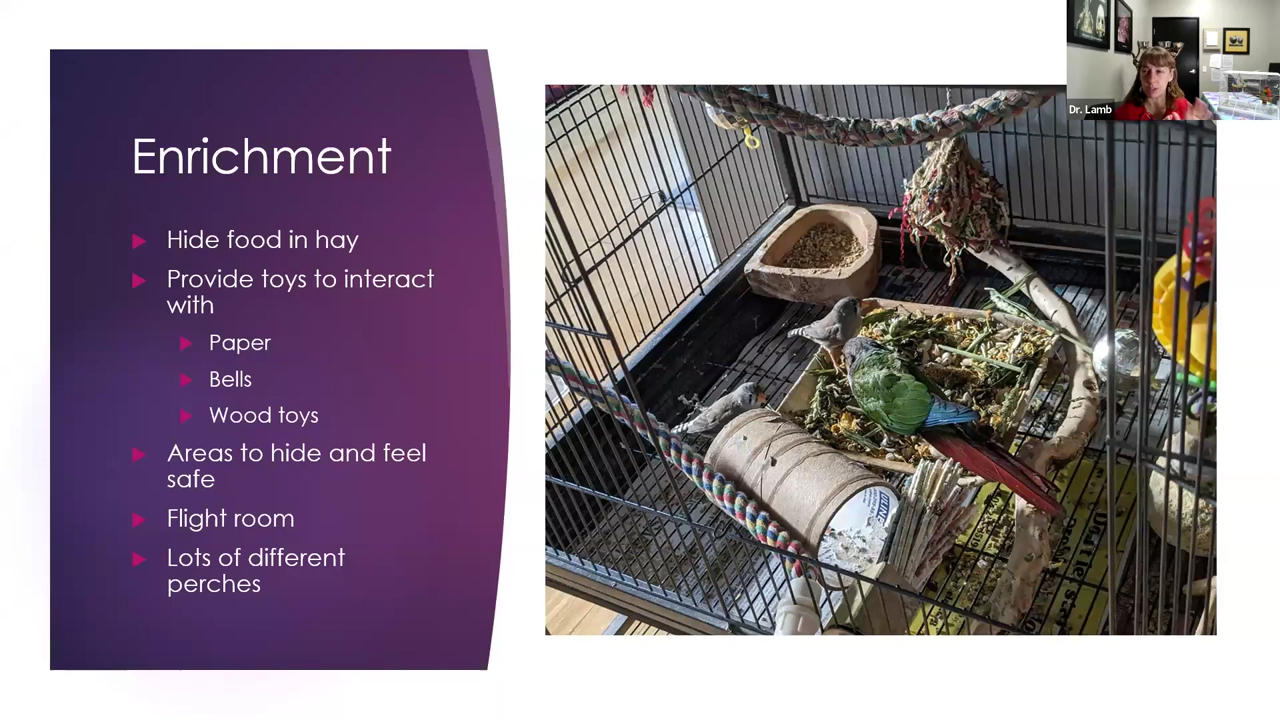 Dr. Lamb
Enrichment
Hide food in hay
Provide toys to interact
with
Paper
Bells
Wood toys
Areas to hide and feel
safe
Flight room
Lots of different
perches